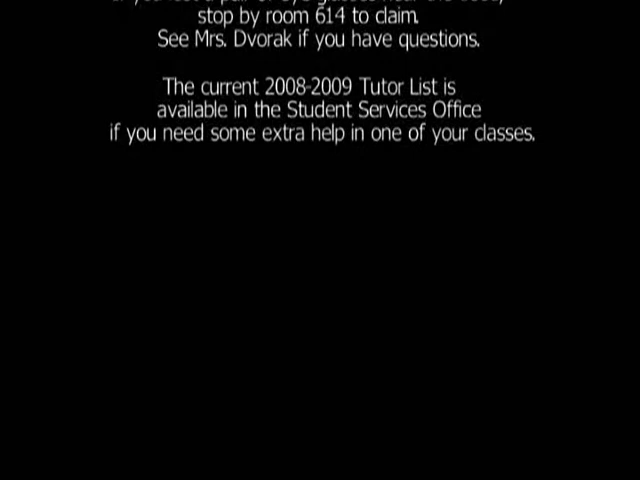 stop by room 614 to claim.
See Mrs. Dvorak if you have questions.
The current 2008-2009 Tutor List is
available in the Student Services Office
if you need some extra help in one of your classes.